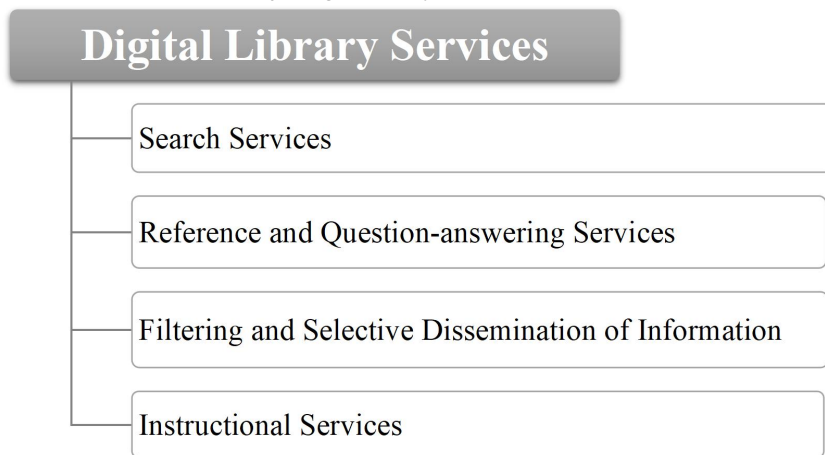 Digital Library Services
Search Services
Reference and Question-answering Services
Filtering and Selective Dissemination of Information
Instructional Services